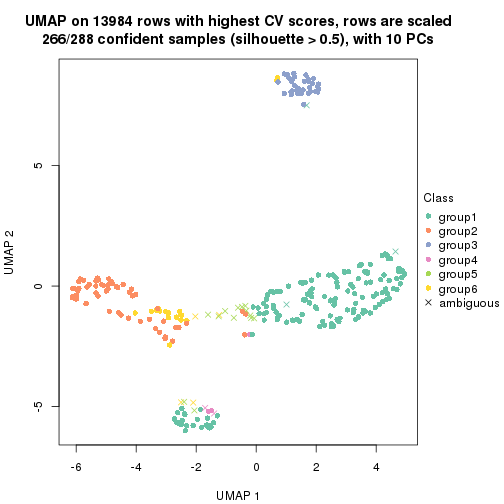 UMAP on 13984 rows with highest CV scores, rows are scaled
266/288 confident samples (silhouette > 0.5), with 10 PCs
UMAP 2
5
0
-5
-6
-4
-2
0
2
4
UMAP 1
Class
group1
group2
group3
group4
group5
group6
ambiguous